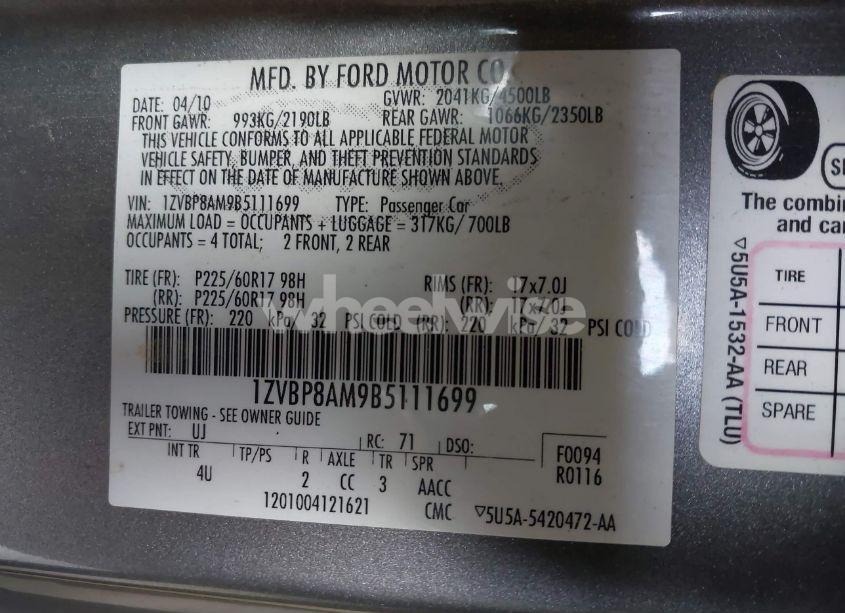 MFD. BY FORD MOTOR CO.
DATE: 04/10 GVWR: 2041KG/4500LB
FRONT GAWR: 993KG/2190LB REAR GAWR: 1066KG/2350LB
THIS VEHICLE CONFORMS TO ALL APPLICABLE FEDERAL MOTOR
VEHICLE SAFETY, BUMPER, AND THEFT PREVENTION STANDARDS
IN EFFECT ON THE DATE OF MANUFACTURE SHOWN ABOVE.
VIN: 1ZVBP8AM9B5111699 TYPE: Passenger Car
MAXIMUM LOAD = OCCUPANTS + LUGGAGE = 317KG/ 700LB
OCCUPANTS = 4 TOTAL; 2 FRONT, 2 REAR
TIRE (FR): P225/60R17 98H RIMS (FR): 17x7.0J
(RR): P225/60R17 98H (RR): 17x7.0J
PRESSURE (FR): 220 kPa/ 32 PSI COLD (RR): 220 kPa/ 32 PSI COLD
wheelwise
1ZVBP8AM9B5111699
TRAILER TOWING - SEE OWNER GUIDE
EXT PNT: UJ RC: 71 DSO: F0094
INT TR TP/PS R AXLE TR SPR R0116
4U 2 CC 3 AACC
1201004121621 CMC ▽5U5A-5420472-AA
The combin
and car
TIRE
FRONT
REAR
SPARE
▽5U5A-1532-AA (TLU)